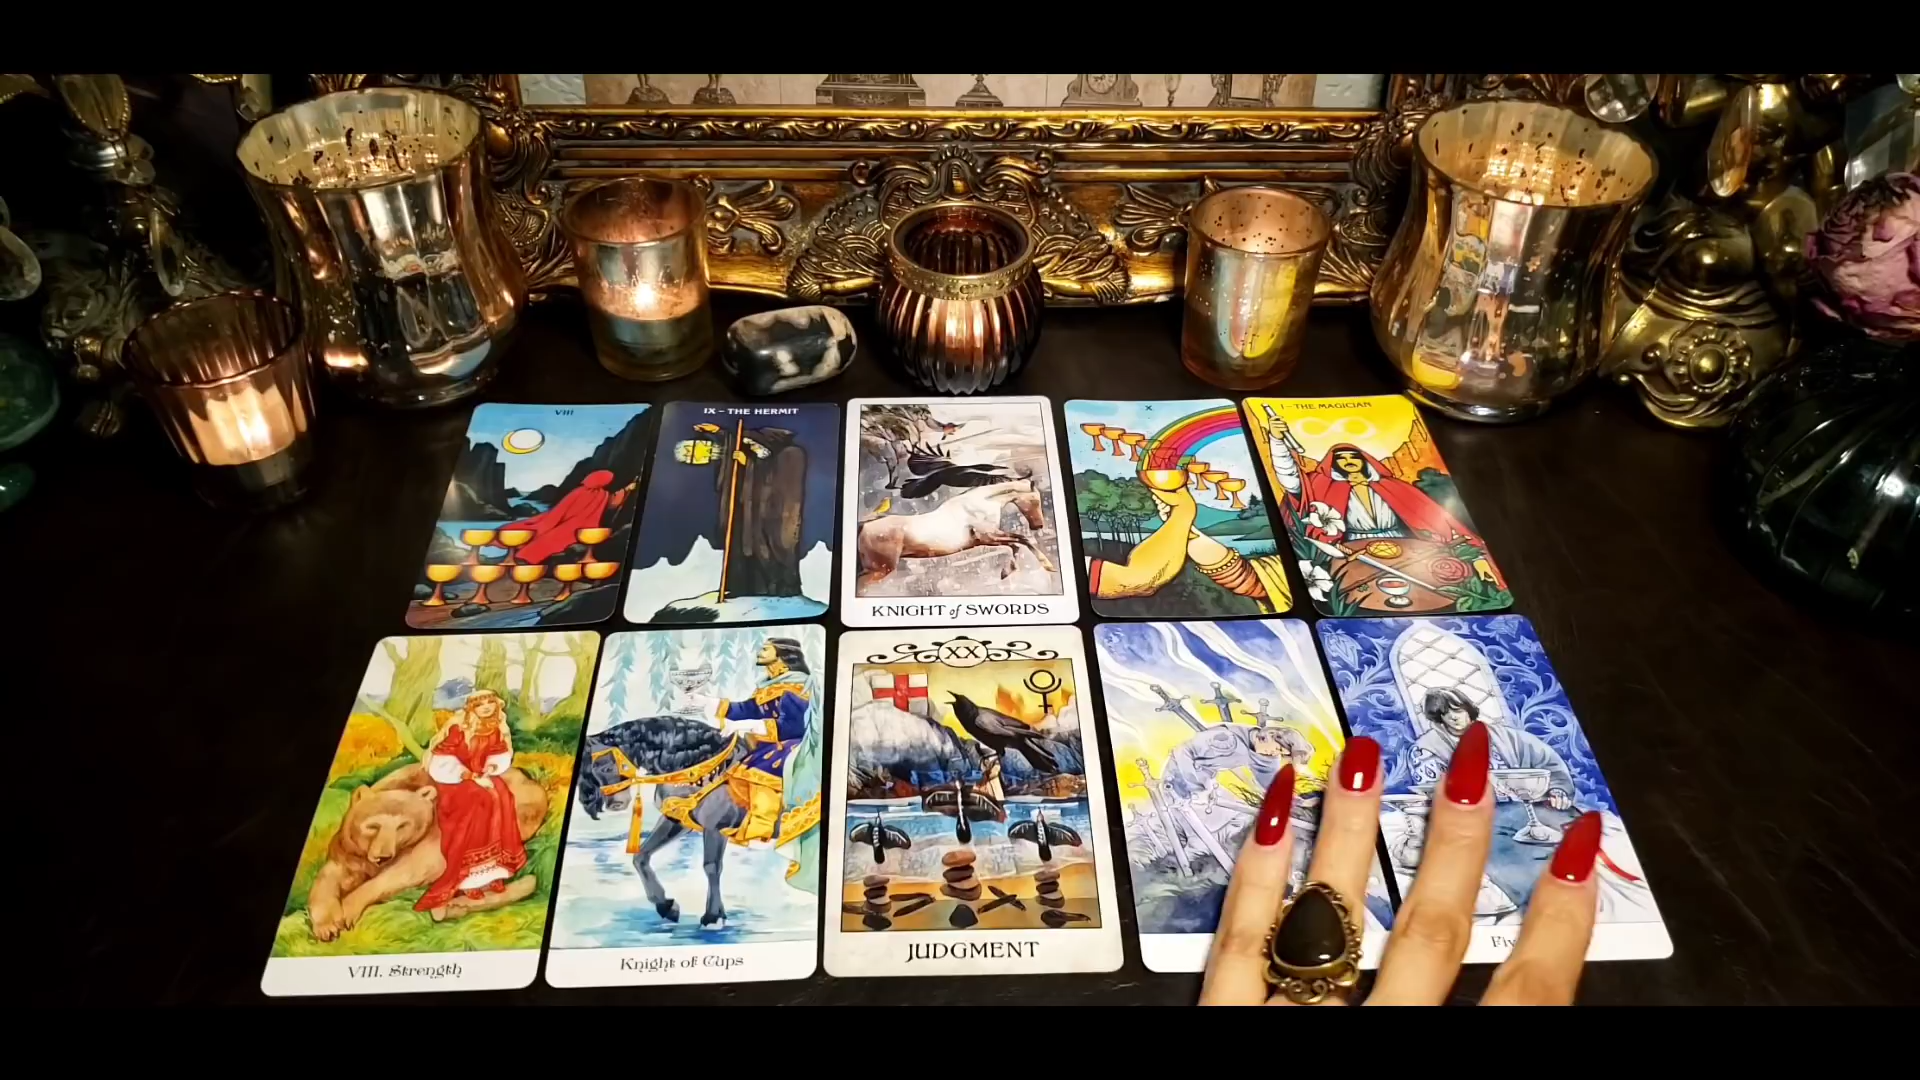 VIII
IX - THE HERMIT
X
I - THE MAGICIAN
KNIGHT of SWORDS
XX
VIII. Strength
Knight of Cups
JUDGMENT